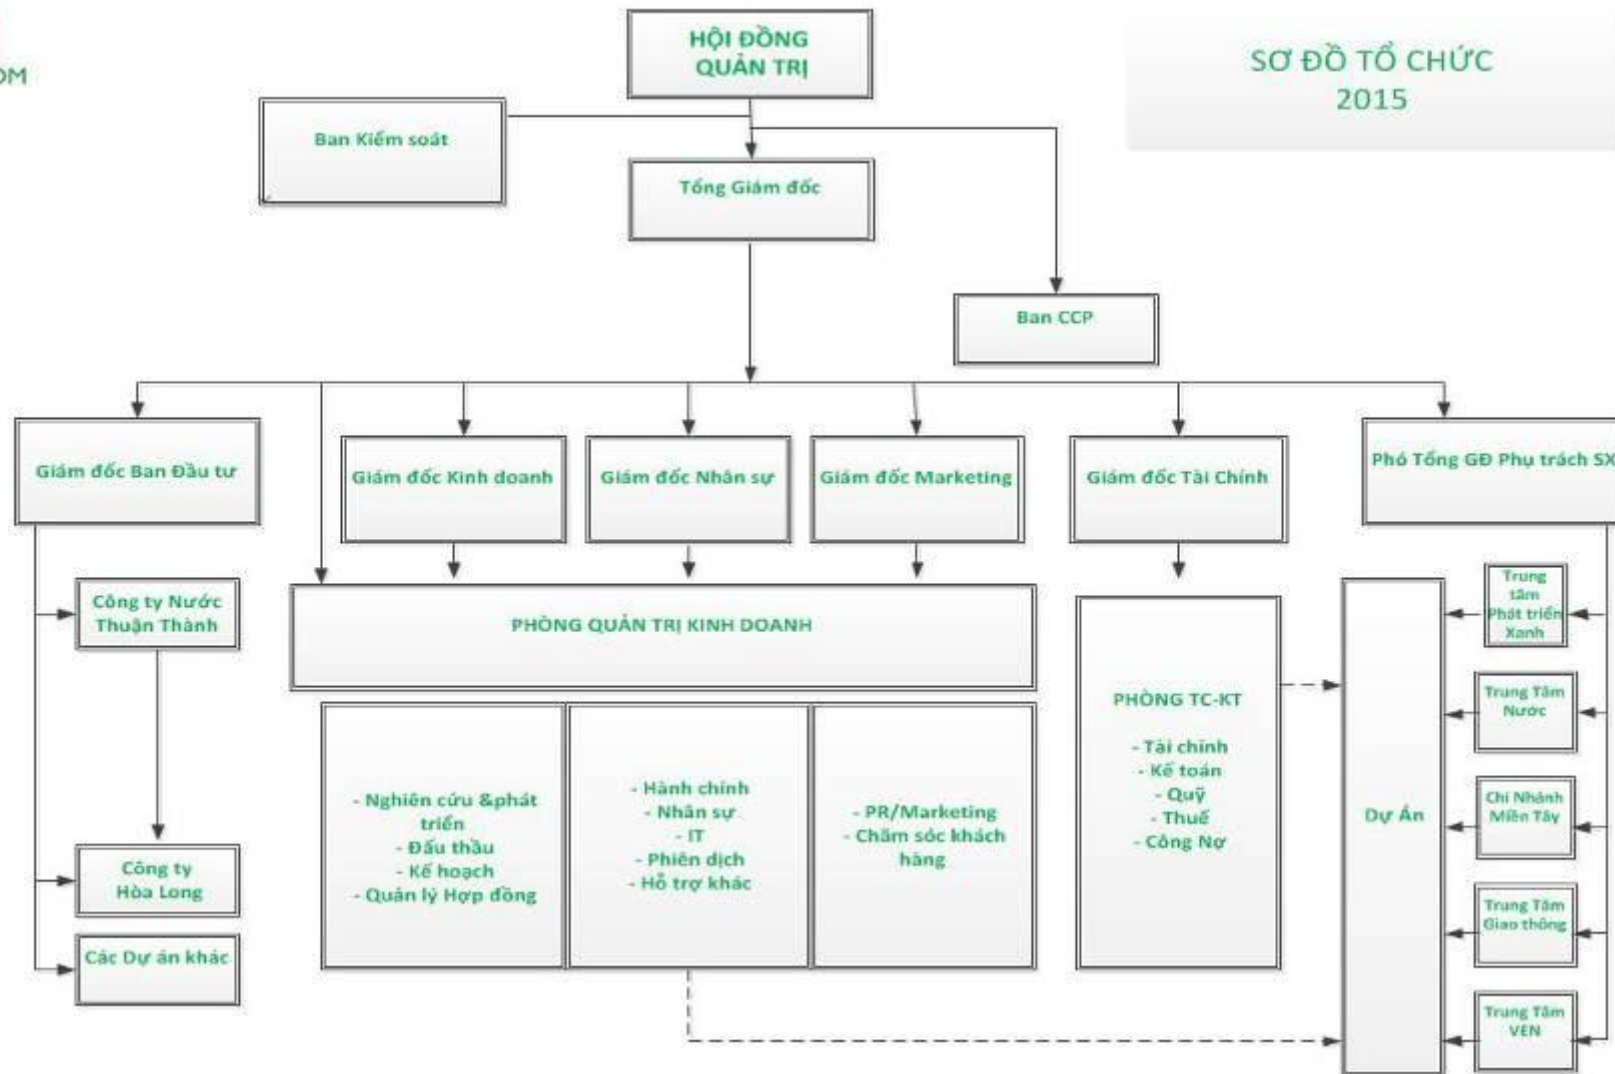 OM
HỘI ĐỒNG
QUẢN TRỊ
SƠ ĐỒ TỔ CHỨC
2015
Ban Kiểm soát
Tổng Giám đốc
Ban CCP
Giám đốc Ban Đầu tư
Giám đốc Kinh doanh
Giám đốc Nhân sự
Giám đốc Marketing
Giám đốc Tài Chính
Phó Tổng GĐ Phụ trách SX
Công ty Nước
Thuận Thành
Công ty
Hòa Long
Các Dự án khác
PHÒNG QUẢN TRỊ KINH DOANH
- Nghiên cứu &phát
triển
- Đấu thầu
- Kế hoạch
- Quản lý Hợp đồng
- Hành chính
- Nhân sự
- IT
- Phiên dịch
- Hỗ trợ khác
- PR/Marketing
- Chăm sóc khách
hàng
PHÒNG TC-KT
- Tài chính
- Kế toán
- Quỹ
- Thuế
- Công Nợ
Dự Án
Trung
tâm
Phát triển
Xanh
Trung Tâm
Nước
Chi Nhánh
Miền Tây
Trung Tâm
Giao thông
Trung Tâm
VEN